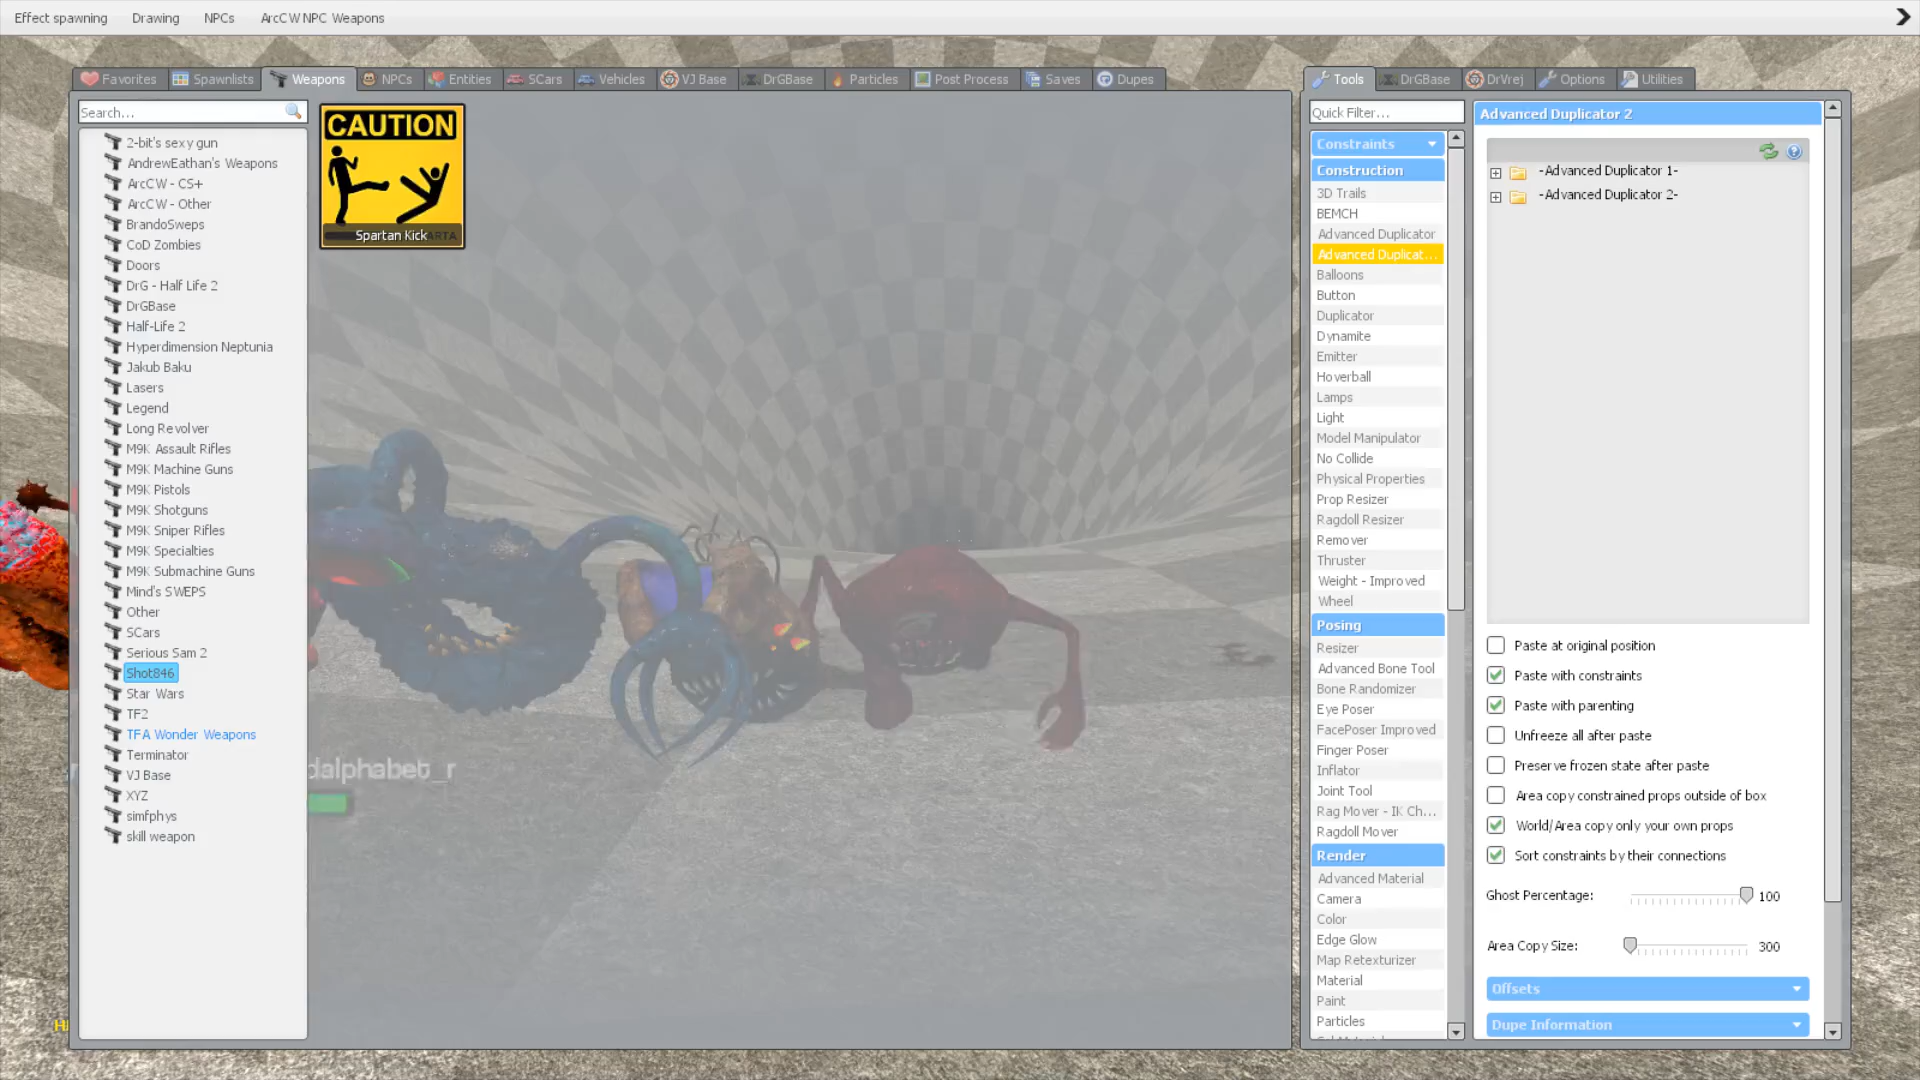 Effect spawning Drawing NPCs ArcCW NPC Weapons
Favorites Spawnlists Weapons NPCs Entities SCars Vehicles VJ Base DrGBase Particles Post Process Saves Dupes
Search...
2-bit's sexy gun
AndrewEathan's Weapons
ArcCW - CS+
ArcCW - Other
BrandoSweps
CoD Zombies
Doors
DrG - Half Life 2
DrGBase
Half-Life 2
Hyperdimension Neptunia
Jakub Baku
Lasers
Legend
Long Revolver
M9K Assault Rifles
M9K Machine Guns
M9K Pistols
M9K Shotguns
M9K Sniper Rifles
M9K Specialties
M9K Submachine Guns
Mind's SWEPS
Other
SCars
Serious Sam 2
Shot846
Star Wars
TF2
TFA Wonder Weapons
Terminator
VJ Base
XYZ
simfphys
skill weapon
CAUTION
Spartan Kick
dalphabet_r
Tools DrGBase DrVrej Options Utilities
Quick Filter...
Constraints
Construction
3D Trails
BEMCH
Advanced Duplicator
Advanced Duplicat...
Balloons
Button
Duplicator
Dynamite
Emitter
Hoverball
Lamps
Light
Model Manipulator
No Collide
Physical Properties
Prop Resizer
Ragdoll Resizer
Remover
Thruster
Weight - Improved
Wheel
Posing
Resizer
Advanced Bone Tool
Bone Randomizer
Eye Poser
FacePoser Improved
Finger Poser
Inflator
Joint Tool
Rag Mover - IK Ch...
Ragdoll Mover
Render
Advanced Material
Camera
Color
Edge Glow
Map Retexturizer
Material
Paint
Particles
Advanced Duplicator 2
-Advanced Duplicator 1-
-Advanced Duplicator 2-
Paste at original position
Paste with constraints
Paste with parenting
Unfreeze all after paste
Preserve frozen state after paste
Area copy constrained props outside of box
World/Area copy only your own props
Sort constraints by their connections
Ghost Percentage: 100
Area Copy Size: 300
Offsets
Dupe Information